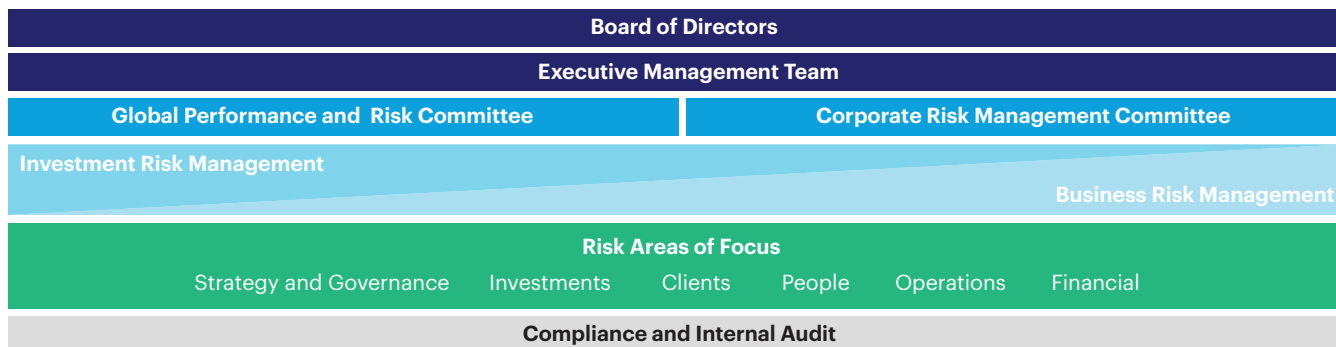 Board of Directors
Executive Management Team
Global Performance and Risk Committee
Corporate Risk Management Committee
Investment Risk Management
Business Risk Management
Risk Areas of Focus
Strategy and Governance Investments Clients People Operations Financial
Compliance and Internal Audit